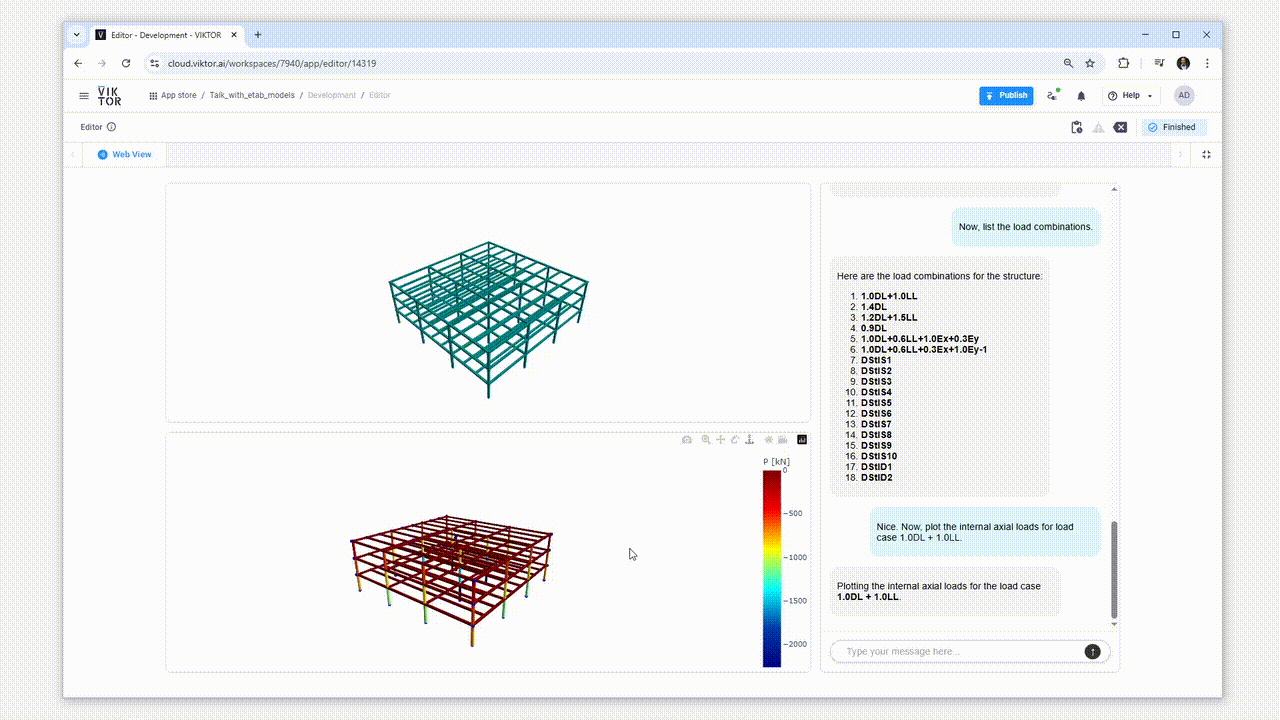 Editor - Development - VIKTOR
cloud.viktor.ai/workspaces/7940/app/editor/14319
VIK
TOR
App store / Talk_with_etab_models / Development / Editor
Publish
Help
AD
Editor
Finished
Web View
Now, list the load combinations.
Here are the load combinations for the structure:
1. 1.0DL+1.0LL
2. 1.4DL
3. 1.2DL+1.5LL
4. 0.9DL
5. 1.0DL+0.6LL+1.0Ex+0.3Ey
6. 1.0DL+0.6LL+0.3Ex+1.0Ey-1
7. DStlS1
8. DStlS2
9. DStlS3
10. DStlS4
11. DStlS5
12. DStlS6
13. DStlS7
14. DStlS8
15. DStlS9
16. DStlS10
17. DStlD1
18. DStlD2
Nice. Now, plot the internal axial loads for load
case 1.0DL + 1.0LL.
Plotting the internal axial loads for the load case
1.0DL + 1.0LL.
Type your message here...
P [kN]
0
−500
−1000
−1500
−2000